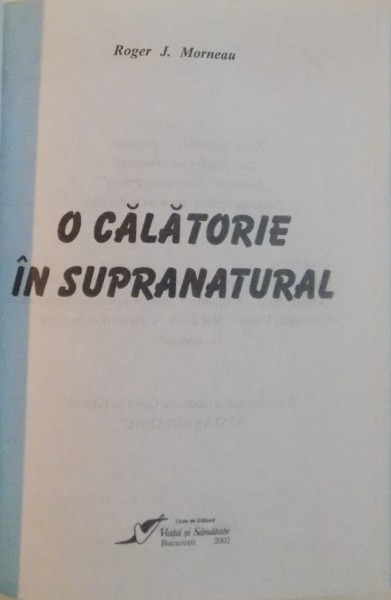 Roger J. Morneau
O CĂLĂTORIE
ÎN SUPRANATURAL
Casa de Editură
Viață și Sănătate
București 2002